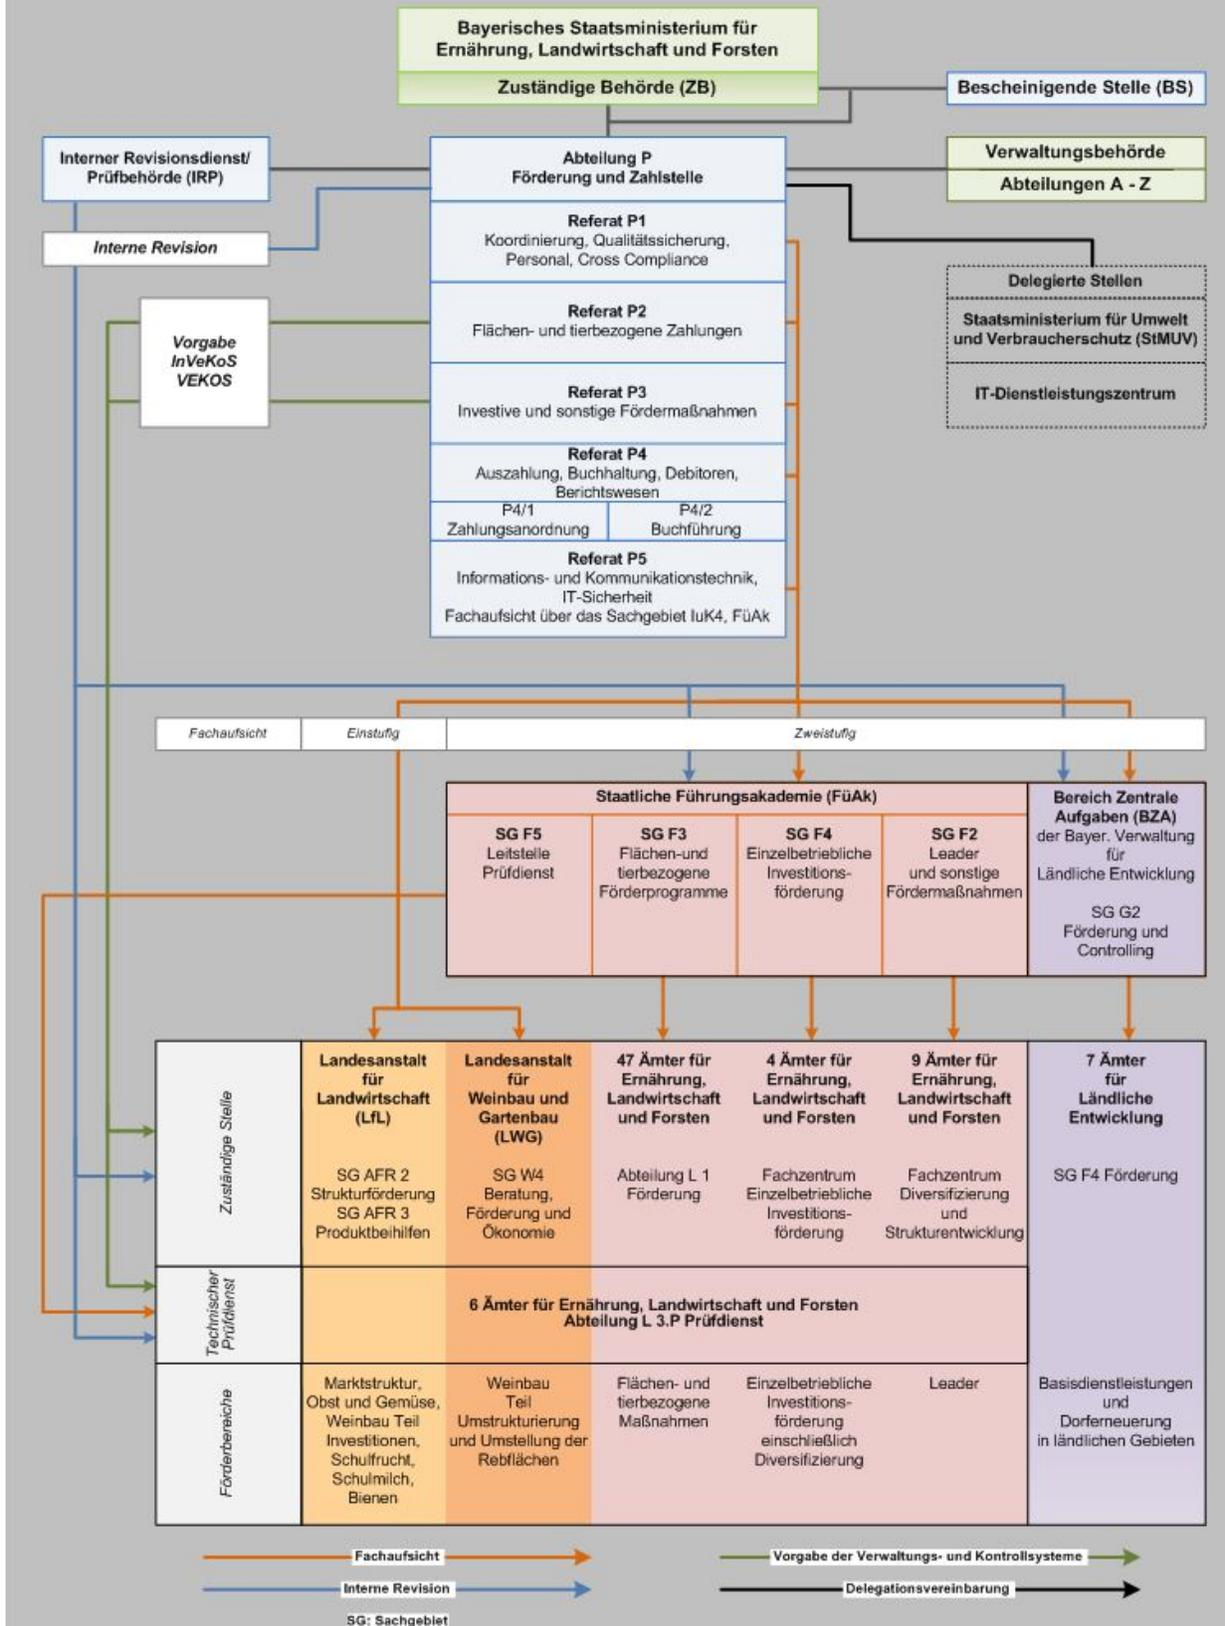 Bayerisches Staatsministerium für
Ernährung, Landwirtschaft und Forsten
Zuständige Behörde (ZB)
Bescheinigende Stelle (BS)
Interner Revisionsdienst/
Prüfbehörde (IRP)
Abteilung P
Förderung und Zahlstelle
Verwaltungsbehörde
Abteilungen A - Z
Interne Revision
Referat P1
Koordinierung, Qualitätssicherung,
Personal, Cross Compliance
Delegierte Stellen
Staatsministerium für Umwelt
und Verbraucherschutz (StMUV)
IT-Dienstleistungszentrum
Vorgabe
InVeKoS
VEKOS
Referat P2
Flächen- und tierbezogene Zahlungen
Referat P3
Investive und sonstige Fördermaßnahmen
Referat P4
Auszahlung, Buchhaltung, Debitoren,
Berichtswesen
P4/1
Zahlungsanordnung
P4/2
Buchführung
Referat P5
Informations- und Kommunikationstechnik,
IT-Sicherheit
Fachaufsicht über das Sachgebiet IuK4, FüAk
Fachaufsicht
Einstufig
Zweistufig
Staatliche Führungsakademie (FüAk)
SG F5
Leitstelle
Prüfdienst
SG F3
Flächen-und
tierbezogene
Förderprogramme
SG F4
Einzelbetriebliche
Investitions-
förderung
SG F2
Leader
und sonstige
Fördermaßnahmen
Bereich Zentrale
Aufgaben (BZA)
der Bayer. Verwaltung
für
Ländliche Entwicklung
SG G2
Förderung und
Controlling
Zuständige Stelle
Landesanstalt
für
Landwirtschaft
(LfL)
SG AFR 2
Strukturförderung
SG AFR 3
Produktbeihilfen
Landesanstalt
für
Weinbau und
Gartenbau
(LWG)
SG W4
Beratung,
Förderung und
Ökonomie
47 Ämter für
Ernährung,
Landwirtschaft
und Forsten
Abteilung L 1
Förderung
4 Ämter für
Ernährung,
Landwirtschaft
und Forsten
Fachzentrum
Einzelbetriebliche
Investitions-
förderung
9 Ämter für
Ernährung,
Landwirtschaft
und Forsten
Fachzentrum
Diversifizierung
und
Strukturentwicklung
7 Ämter
für
Ländliche
Entwicklung
SG F4 Förderung
Technischer
Prüfdienst
6 Ämter für Ernährung, Landwirtschaft und Forsten
Abteilung L 3.P Prüfdienst
Förderbereiche
Marktstruktur,
Obst und Gemüse,
Weinbau Teil
Investitionen,
Schulfrucht,
Schulmilch,
Bienen
Weinbau
Teil
Umstrukturierung
und Umstellung der
Rebflächen
Flächen- und
tierbezogene
Maßnahmen
Einzelbetriebliche
Investitions-
förderung
einschließlich
Diversifizierung
Leader
Basisdienstleistungen
und
Dorferneuerung
in ländlichen Gebieten
Fachaufsicht
Vorgabe der Verwaltungs- und Kontrollsysteme
Interne Revision
Delegationsvereinbarung
SG: Sachgebiet